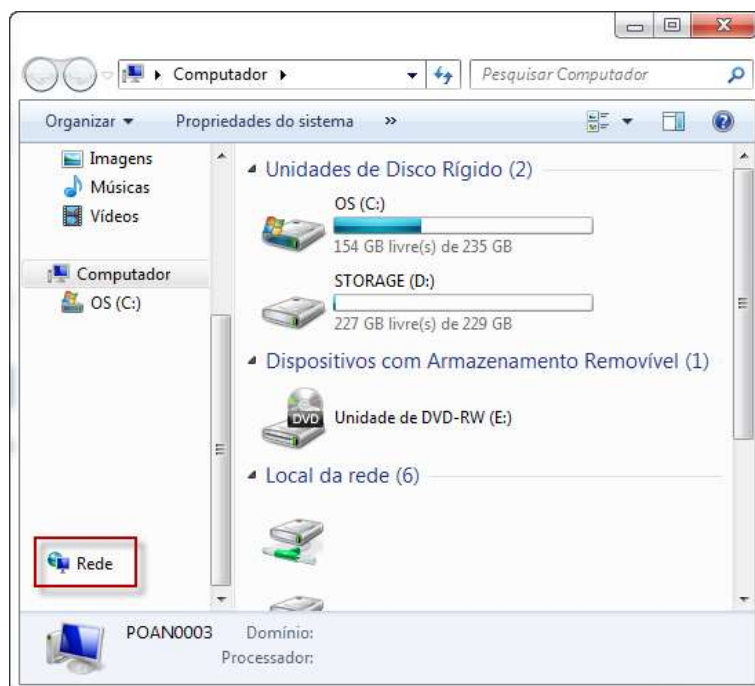 Computador
Pesquisar Computador
Organizar
Propriedades do sistema
»
Imagens
Músicas
Vídeos
Computador
OS (C:)
Rede
Unidades de Disco Rígido (2)
OS (C:)
154 GB livre(s) de 235 GB
STORAGE (D:)
227 GB livre(s) de 229 GB
Dispositivos com Armazenamento Removível (1)
DVD
Unidade de DVD-RW (E:)
Local da rede (6)
POAN0003
Domínio:
Processador: